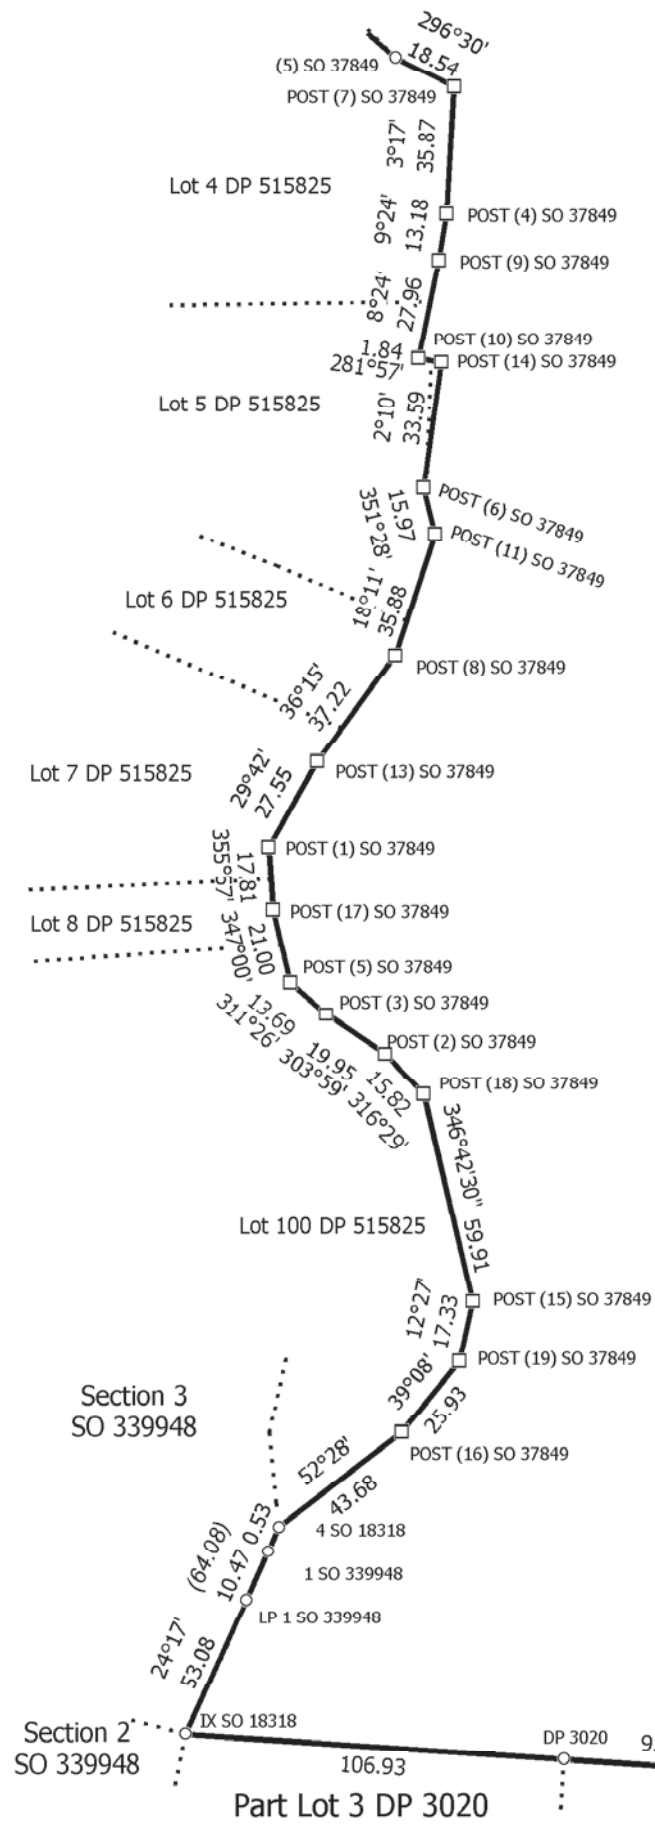 296°30'
18.54
(5) SO 37849
POST (7) SO 37849
3°17'
35.87
Lot 4 DP 515825
9°24'
13.18
POST (4) SO 37849
POST (9) SO 37849
8°24'
27.96
POST (10) SO 37849
1.84
281°57'
POST (14) SO 37849
Lot 5 DP 515825
2°10'
33.59
POST (6) SO 37849
15.97
351°28'
POST (11) SO 37849
Lot 6 DP 515825
18°11'
35.88
POST (8) SO 37849
36°15'
37.22
Lot 7 DP 515825
29°42'
27.55
POST (13) SO 37849
POST (1) SO 37849
17.81
355°57'
POST (17) SO 37849
Lot 8 DP 515825
21.00
347°00'
POST (5) SO 37849
POST (3) SO 37849
13.69
311°26'
POST (2) SO 37849
19.95
303°59'
15.82
316°29'
POST (18) SO 37849
346°42'30" 59.91
Lot 100 DP 515825
12°27'
17.33
POST (15) SO 37849
POST (19) SO 37849
39°08'
25.93
Section 3
SO 339948
POST (16) SO 37849
52°28'
43.68
4 SO 18318
0.53
(64.08)
10.47
1 SO 339948
LP 1 SO 339948
24°17'
53.08
IX SO 18318
Section 2
SO 339948
DP 3020
106.93
Part Lot 3 DP 3020